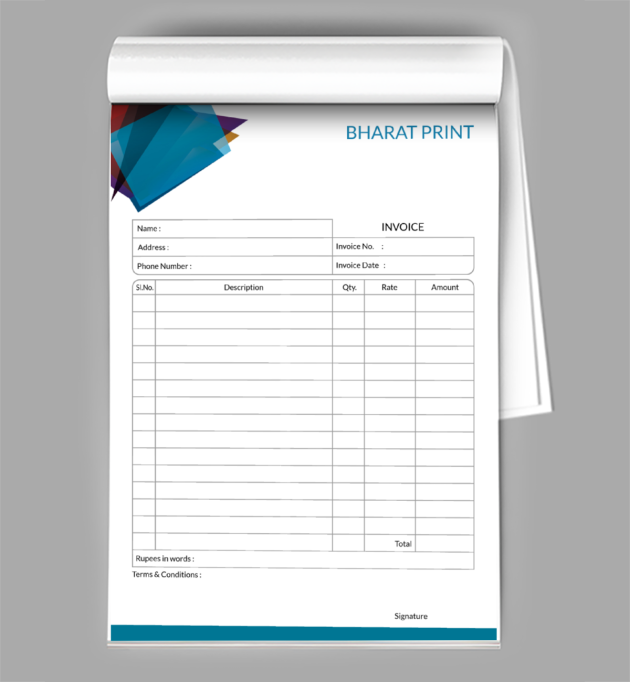 BHARAT PRINT
Name :
INVOICE
Address :
Invoice No. :
Phone Number :
Invoice Date :
Sl.No. Description Qty. Rate Amount
Total
Rupees in words :
Terms & Conditions :
Signature